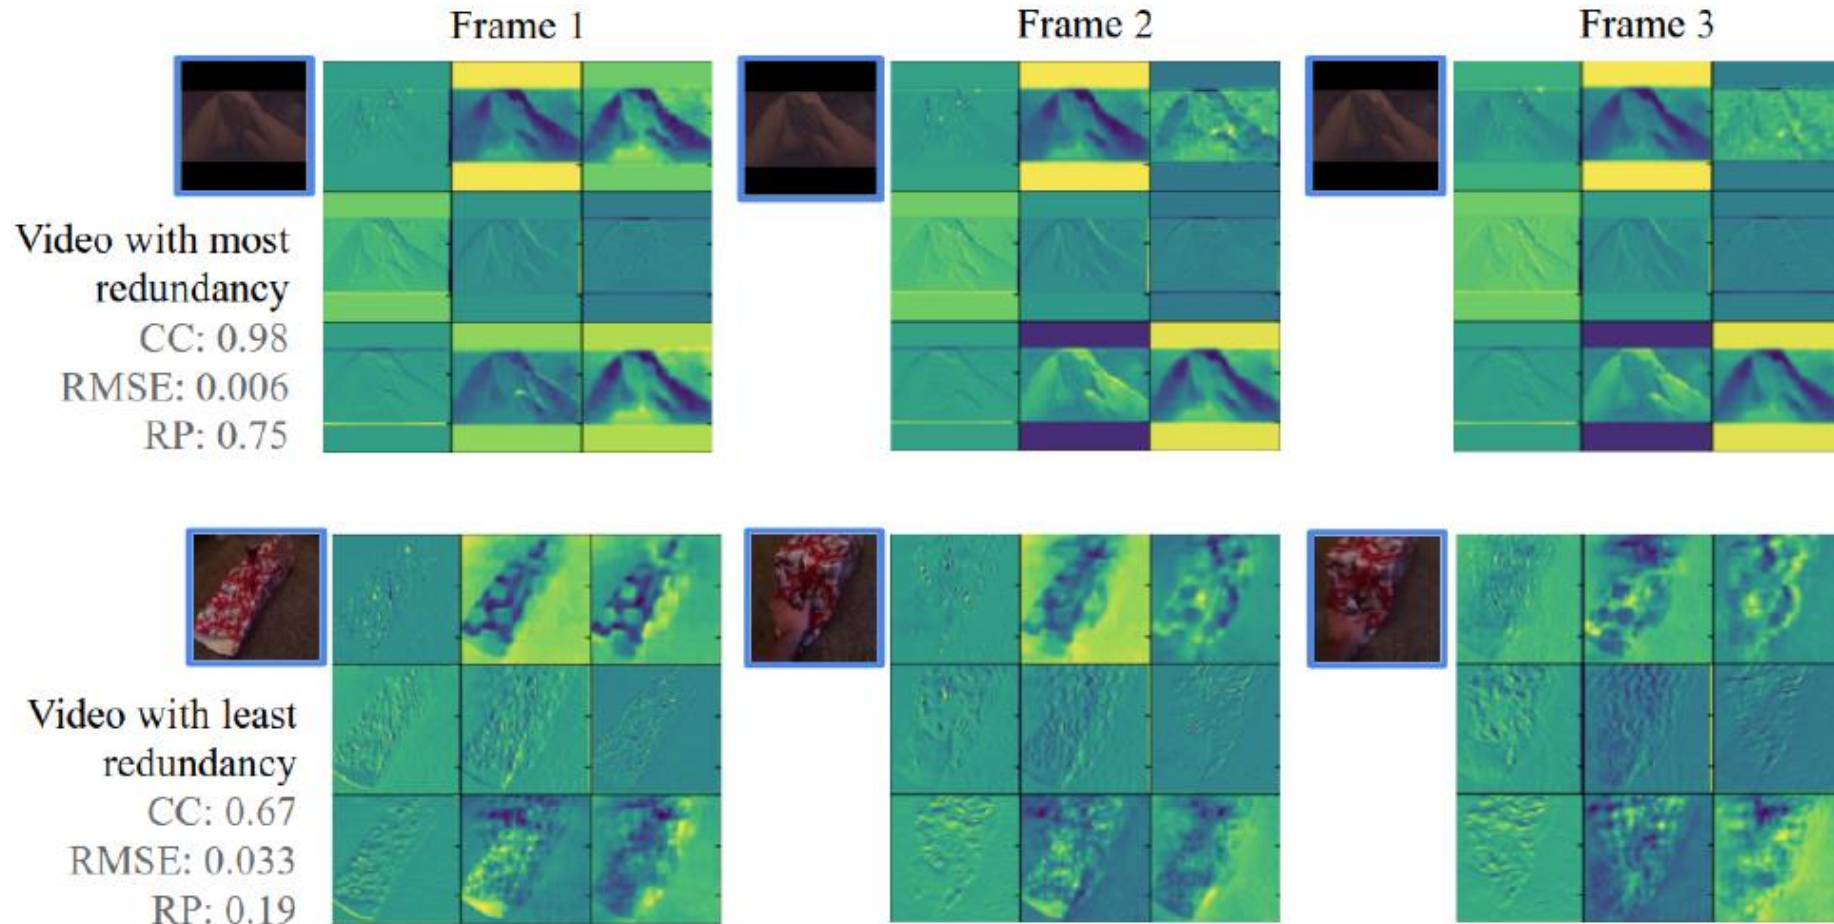 Frame 1
Frame 2
Frame 3
Video with most
redundancy
CC: 0.98
RMSE: 0.006
RP: 0.75
Video with least
redundancy
CC: 0.67
RMSE: 0.033
RP: 0.19